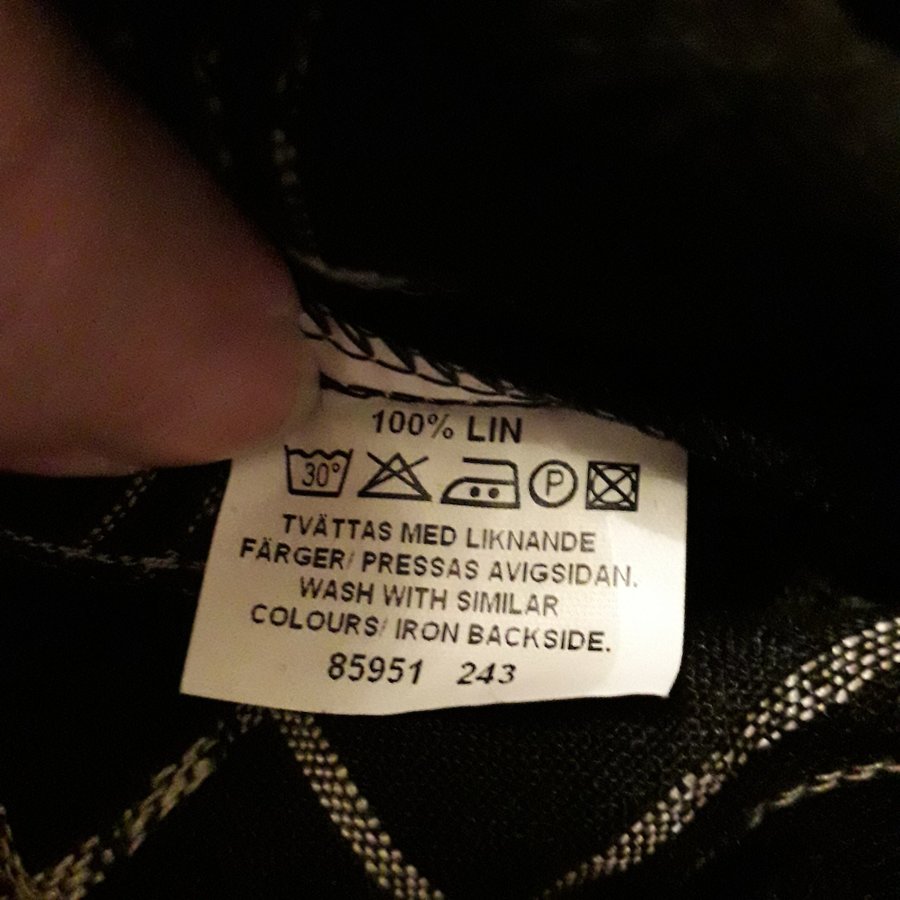 100% LIN
30° P
TVÄTTAS MED LIKNANDE
FÄRGER/ PRESSAS AVIGSIDAN.
WASH WITH SIMILAR
COLOURS/ IRON BACKSIDE.
85951 243